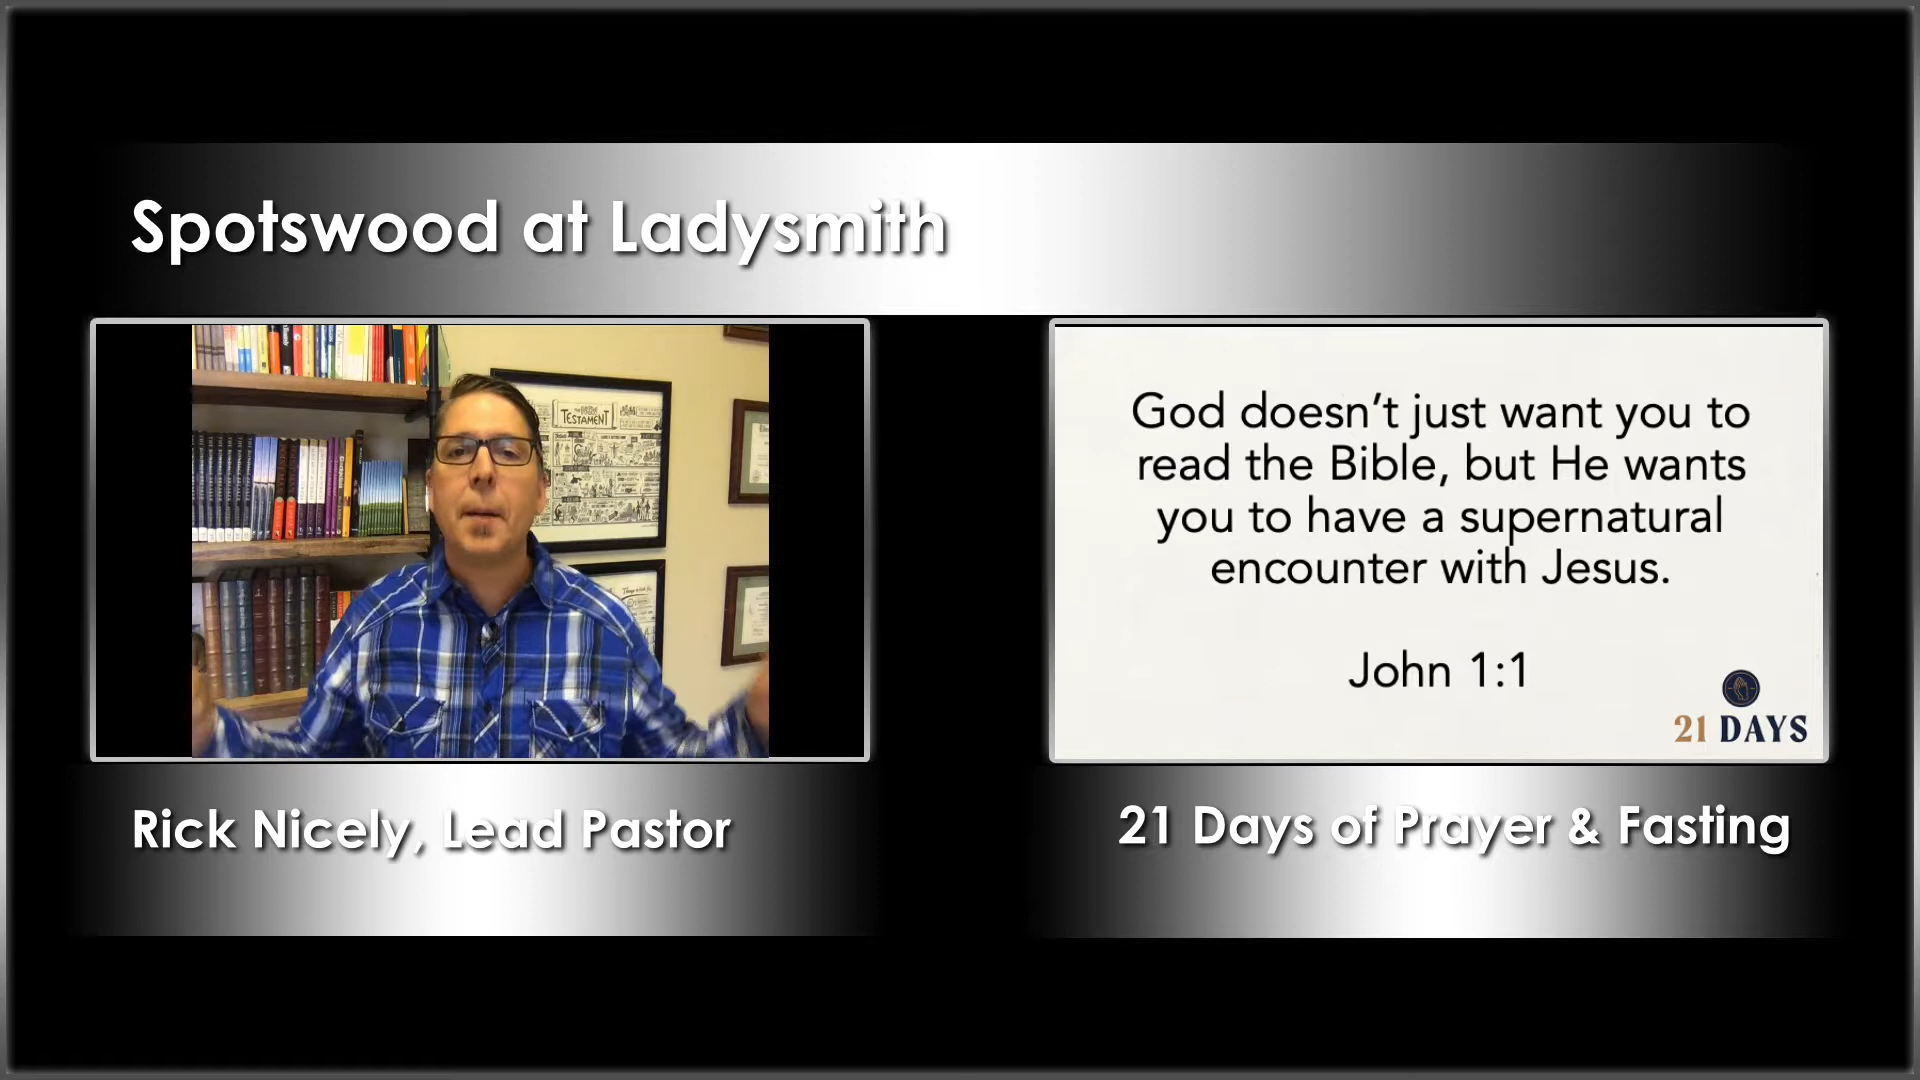 Spotswood at Ladysmith
TESTAMENT
God doesn't just want you to
read the Bible, but He wants
you to have a supernatural
encounter with Jesus.
John 1:1
21 DAYS
Rick Nicely, Lead Pastor
21 Days of Prayer & Fasting